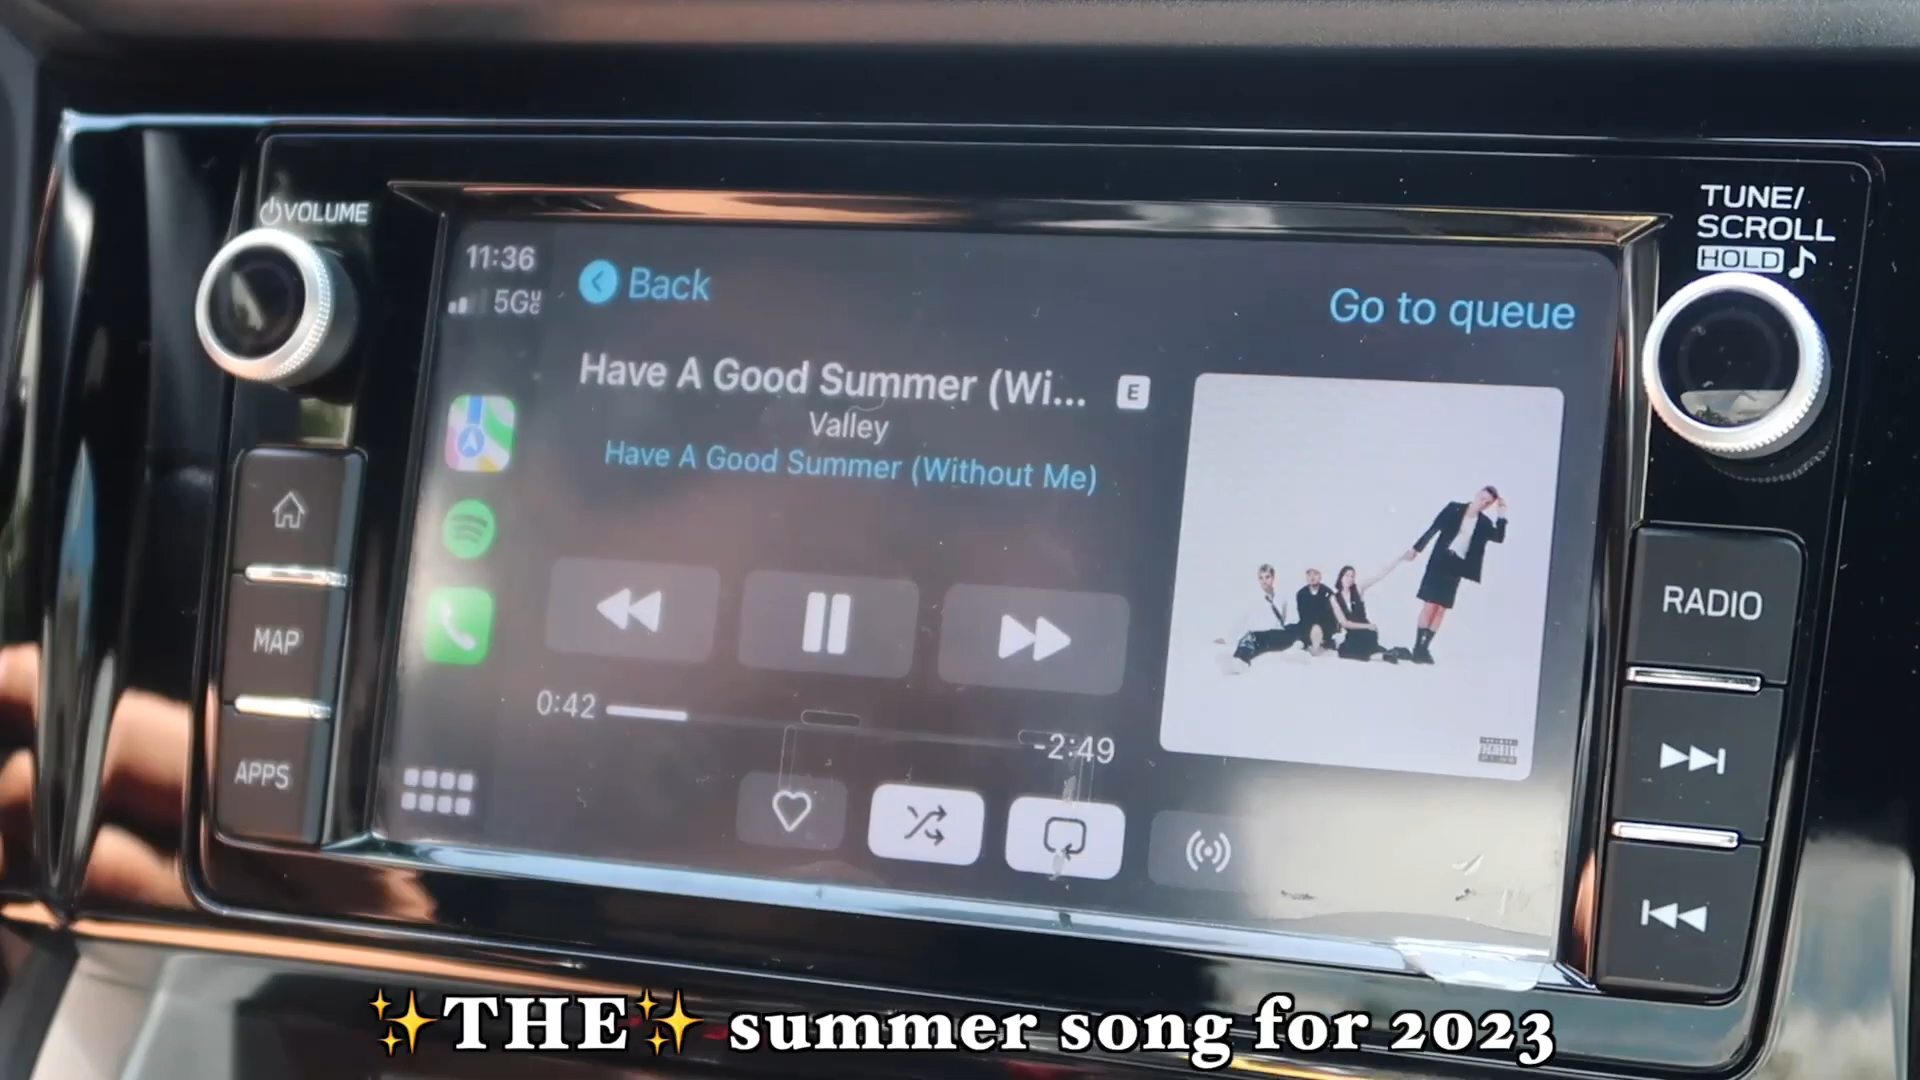 VOLUME
TUNE/
SCROLL
HOLD
11:36
5G
Back
Go to queue
Have A Good Summer (Wi... E
Valley
Have A Good Summer (Without Me)
MAP
RADIO
0:42
-2:49
APPS
✨THE✨ summer song for 2023